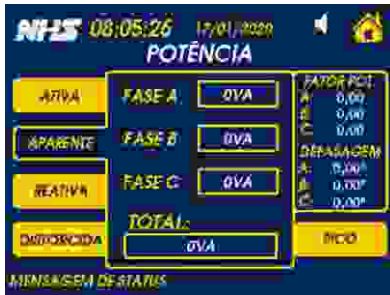 NHS 08:05:26 17/01/2020
POTÊNCIA
ATIVA
APARENTE
REATIVA
DISTORCIDA
FASE A 0VA
FASE B 0VA
FASE C 0VA
TOTAL:
0VA
FATOR POT.
A: 0,00
B: 0,00
C: 0,00
DEFASAGEM
A: 0,00°
B: 0,00°
C: 0,00°
INICIO
MENSAGEM DE STATUS